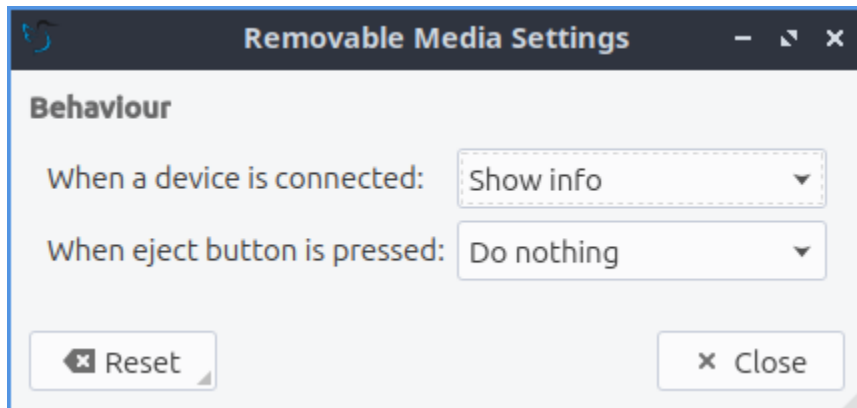 Removable Media Settings
Behaviour
When a device is connected: Show info
When eject button is pressed: Do nothing
Reset Close